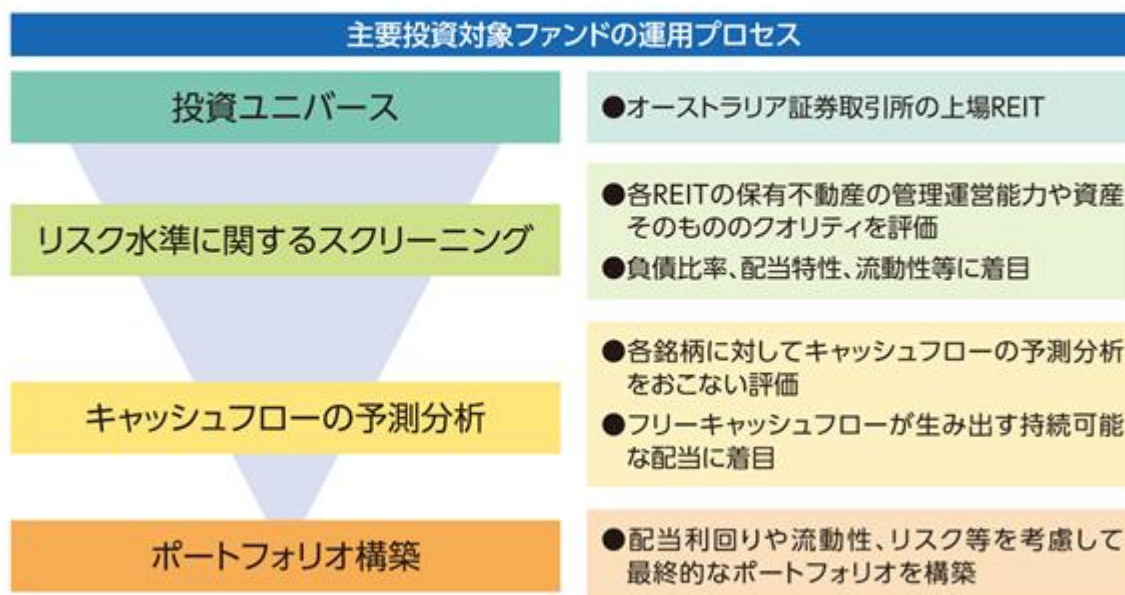 主要投資対象ファンドの運用プロセス
投資ユニバース
●オーストラリア証券取引所の上場REIT
リスク水準に関するスクリーニング
●各REITの保有不動産の管理運営能力や資産
そのもののクオリティを評価
●負債比率、配当特性、流動性等に着目
キャッシュフローの予測分析
●各銘柄に対してキャッシュフローの予測分析
をおこない評価
●フリーキャッシュフローが生み出す持続可能
な配当に着目
ポートフォリオ構築
●配当利回りや流動性、リスク等を考慮して
最終的なポートフォリオを構築